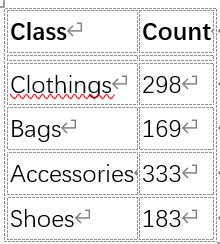 Class Count
Clothings 298
Bags 169
Accessories 333
Shoes 183